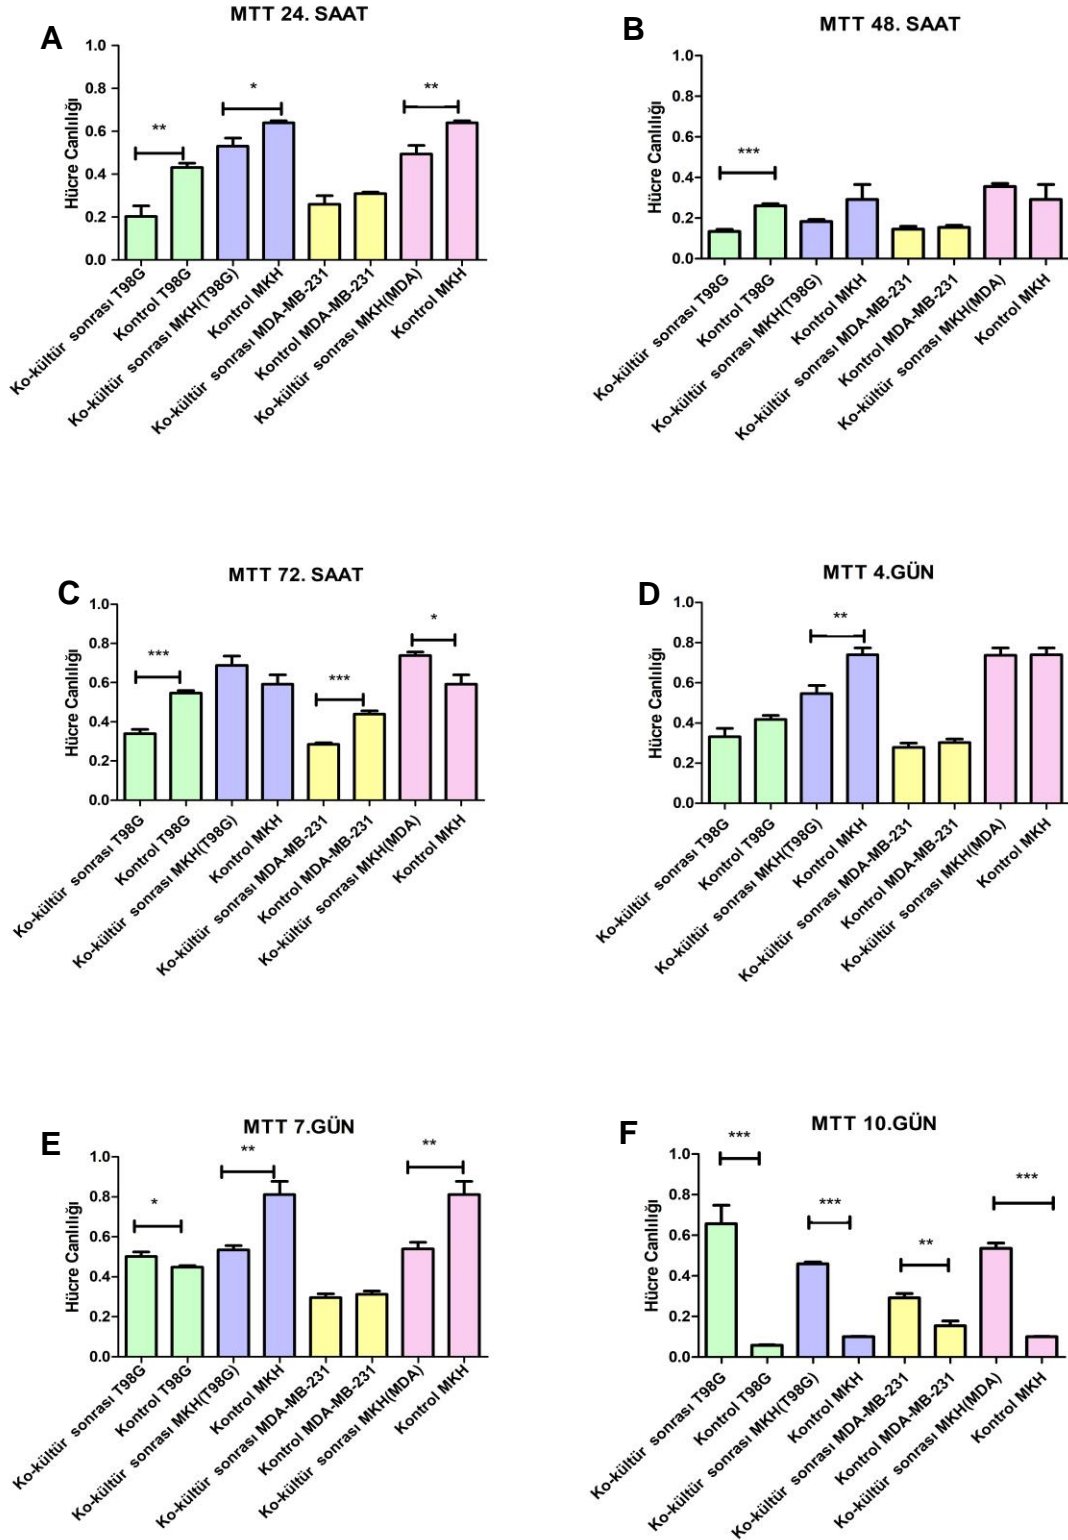 A
MTT 24. SAAT
Hücre Canlılığı
1.0
0.8
0.6
0.4
0.2
0.0
**
*
**
Ko-kültür sonrası T98G
Kontrol T98G
Ko-kültür sonrası MKH(T98G)
Kontrol MKH
Ko-kültür sonrası MDA-MB-231
Kontrol MDA-MB-231
Ko-kültür sonrası MKH(MDA)
Kontrol MKH
B
MTT 48. SAAT
Hücre Canlılığı
1.0
0.8
0.6
0.4
0.2
0.0
***
Ko-kültür sonrası T98G
Kontrol T98G
Ko-kültür sonrası MKH(T98G)
Kontrol MKH
Ko-kültür sonrası MDA-MB-231
Kontrol MDA-MB-231
Ko-kültür sonrası MKH(MDA)
Kontrol MKH
C
MTT 72. SAAT
Hücre Canlılığı
1.0
0.8
0.6
0.4
0.2
0.0
***
***
*
Ko-kültür sonrası T98G
Kontrol T98G
Ko-kültür sonrası MKH(T98G)
Kontrol MKH
Ko-kültür sonrası MDA-MB-231
Kontrol MDA-MB-231
Ko-kültür sonrası MKH(MDA)
Kontrol MKH
D
MTT 4.GÜN
Hücre Canlılığı
1.0
0.8
0.6
0.4
0.2
0.0
**
Ko-kültür sonrası T98G
Kontrol T98G
Ko-kültür sonrası MKH(T98G)
Kontrol MKH
Ko-kültür sonrası MDA-MB-231
Kontrol MDA-MB-231
Ko-kültür sonrası MKH(MDA)
Kontrol MKH
E
MTT 7.GÜN
Hücre Canlılığı
1.0
0.8
0.6
0.4
0.2
0.0
*
**
**
Ko-kültür sonrası T98G
Kontrol T98G
Ko-kültür sonrası MKH(T98G)
Kontrol MKH
Ko-kültür sonrası MDA-MB-231
Kontrol MDA-MB-231
Ko-kültür sonrası MKH(MDA)
Kontrol MKH
F
MTT 10.GÜN
Hücre Canlılığı
1.0
0.8
0.6
0.4
0.2
0.0
***
***
**
***
Ko-kültür sonrası T98G
Kontrol T98G
Ko-kültür sonrası MKH(T98G)
Kontrol MKH
Ko-kültür sonrası MDA-MB-231
Kontrol MDA-MB-231
Ko-kültür sonrası MKH(MDA)
Kontrol MKH